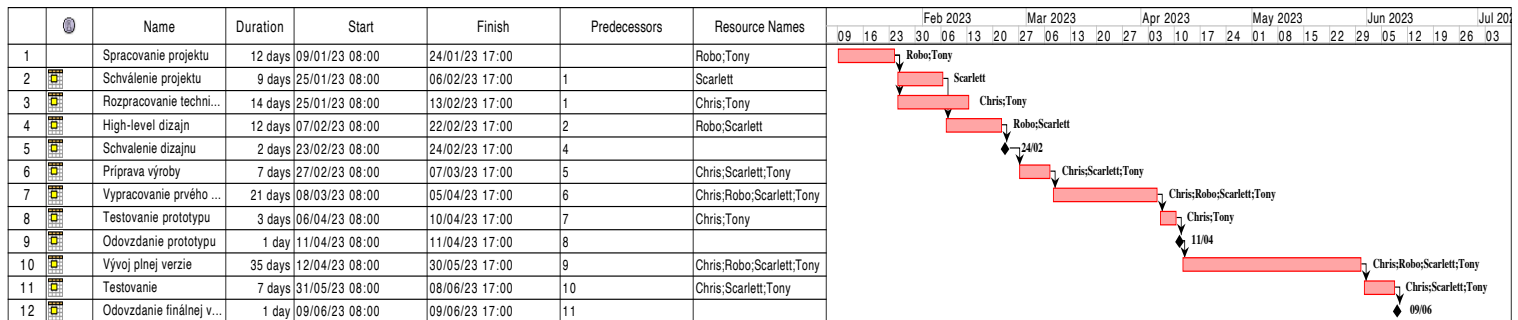 Name Duration Start Finish Predecessors Resource Names Feb 2023 Mar 2023 Apr 2023 May 2023 Jun 2023 Jul 202
09 16 23 30 06 13 20 27 06 13 20 27 03 10 17 24 01 08 15 22 29 05 12 19 26 03
1 Spracovanie projektu 12 days 09/01/23 08:00 24/01/23 17:00 Robo;Tony Robo;Tony
2 Schválenie projektu 9 days 25/01/23 08:00 06/02/23 17:00 1 Scarlett Scarlett
3 Rozpracovanie techni... 14 days 25/01/23 08:00 13/02/23 17:00 1 Chris;Tony Chris;Tony
4 High-level dizajn 12 days 07/02/23 08:00 22/02/23 17:00 2 Robo;Scarlett Robo;Scarlett
5 Schvalenie dizajnu 2 days 23/02/23 08:00 24/02/23 17:00 4 24/02
6 Príprava výroby 7 days 27/02/23 08:00 07/03/23 17:00 5 Chris;Scarlett;Tony Chris;Scarlett;Tony
7 Vypracovanie prvého ... 21 days 08/03/23 08:00 05/04/23 17:00 6 Chris;Robo;Scarlett;Tony Chris;Robo;Scarlett;Tony
8 Testovanie prototypu 3 days 06/04/23 08:00 10/04/23 17:00 7 Chris;Tony Chris;Tony
9 Odovzdanie prototypu 1 day 11/04/23 08:00 11/04/23 17:00 8 11/04
10 Vývoj plnej verzie 35 days 12/04/23 08:00 30/05/23 17:00 9 Chris;Robo;Scarlett;Tony Chris;Robo;Scarlett;Tony
11 Testovanie 7 days 31/05/23 08:00 08/06/23 17:00 10 Chris;Scarlett;Tony Chris;Scarlett;Tony
12 Odovzdanie finálnej v... 1 day 09/06/23 08:00 09/06/23 17:00 11 09/06